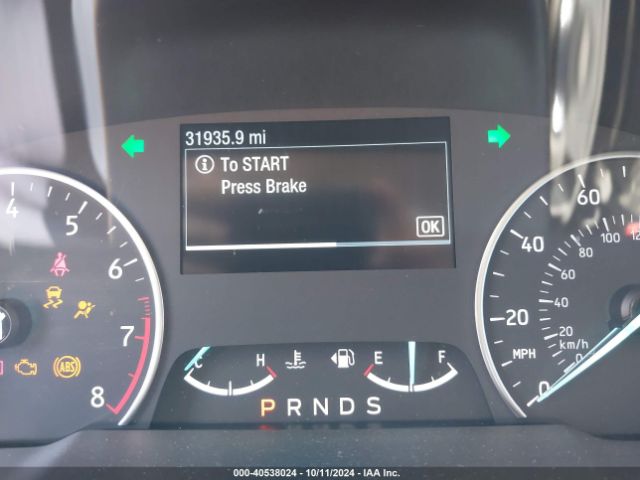 31935.9 mi
To START
Press Brake
OK
4 5 6 7 8
ABS
C H E F
P R N D S
0 20 40 60
MPH
0 20 40 60 80 100
km/h
000-40538024 - 10/11/2024 - IAA Inc.